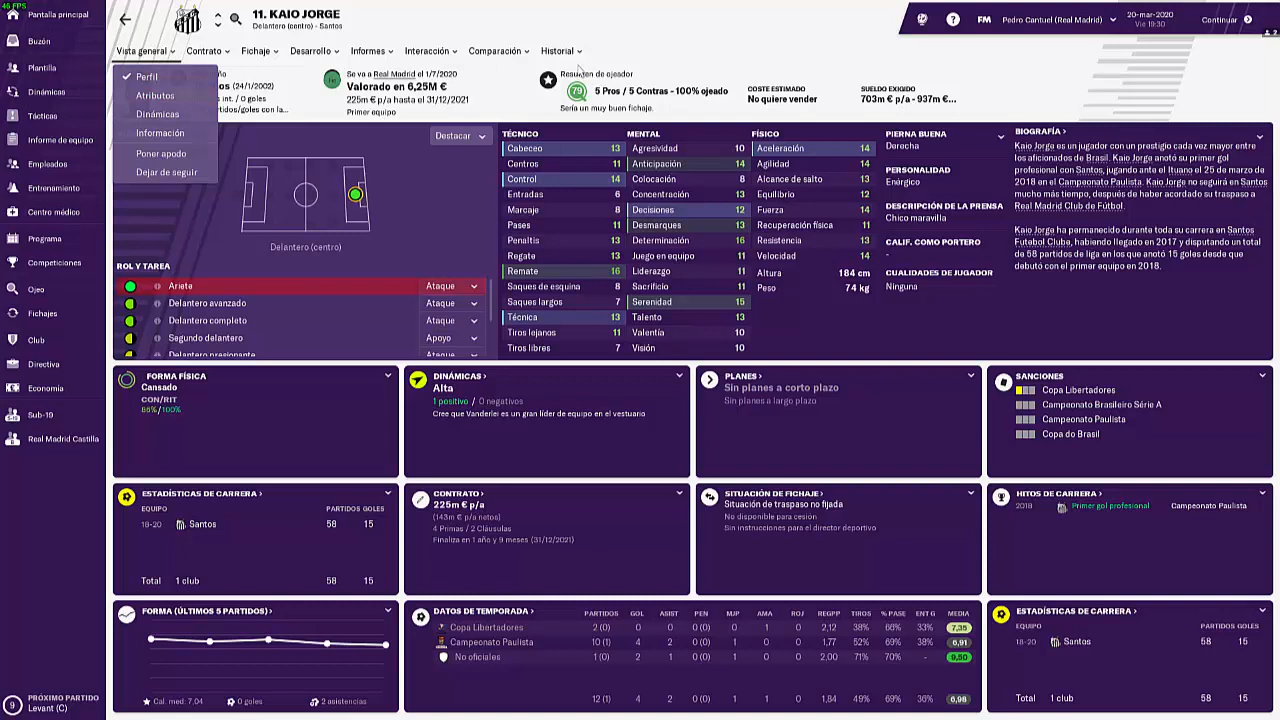 46 FPS
Pantalla principal
Buzón
Plantilla
Dinámicas
Tácticas
Informe de equipo
Empleados
Entrenamiento
Centro médico
Programa
Competiciones
Ojeo
Fichajes
Club
Directiva
Economía
Sub-19
Real Madrid Castilla
9 PRÓXIMO PARTIDO
Levant (C)
11. KAIO JORGE
Delantero (centro) - Santos
? FM Pedro Cantuel (Real Madrid)
20-mar-2020
Vie 19:30
Continuar
2
Vista general Contrato Fichaje Desarrollo Informes Interacción Comparación Historial
Perfil
Atributos
Dinámicas
Información
Poner apodo
Dejar de seguir
(24/1/2002)
int. / 0 goles
Se va a Real Madrid el 1/7/2020
Valorado en 6,25M €
225m € p/a hasta el 31/12/2021
Primer equipo
Resumen de ojeador
79 5 Pros / 5 Contras - 100% ojeado
Sería un muy buen fichaje.
COSTE ESTIMADO
No quiere vender
SUELDO EXIGIDO
703m € p/a - 937m €...
Destacar
Delantero (centro)
ROL Y TAREA
Ariete Ataque
Delantero avanzado Ataque
Delantero completo Ataque
Segundo delantero Apoyo
Delantero presionante Ataque
TÉCNICO
Cabeceo 13
Centros 11
Control 14
Entradas 6
Marcaje 8
Pases 11
Penaltis 13
Regate 13
Remate 16
Saques de esquina 8
Saques largos 7
Técnica 13
Tiros lejanos 11
Tiros libres 7
MENTAL
Agresividad 10
Anticipación 14
Colocación 8
Concentración 13
Decisiones 12
Desmarques 13
Determinación 16
Juego en equipo 11
Liderazgo 11
Sacrificio 11
Serenidad 15
Talento 13
Valentía 10
Visión 10
FÍSICO
Aceleración 14
Agilidad 14
Alcance de salto 13
Equilibrio 12
Fuerza 14
Recuperación física 11
Resistencia 13
Velocidad 14
Altura 184 cm
Peso 74 kg
PIERNA BUENA
Derecha
PERSONALIDAD
Enérgico
DESCRIPCIÓN DE LA PRENSA
Chico maravilla
CALIF. COMO PORTERO
-
CUALIDADES DE JUGADOR
Ninguna
BIOGRAFÍA ›
Kaio Jorge es un jugador con un prestigio cada vez mayor entre
los aficionados de Brasil. Kaio Jorge anotó su primer gol
profesional con Santos, jugando ante el Ituano el 25 de marzo
de 2018 en el Campeonato Paulista. Kaio Jorge no seguirá en Santos
mucho más tiempo, después de haber acordado su traspaso a
Real Madrid Club de Fútbol.
Kaio Jorge ha permanecido durante toda su carrera en Santos
Futebol Clube, habiendo llegado en 2017 y disputando un total
de 58 partidos de liga en los que anotó 15 goles desde que
debutó con el primer equipo en 2018.
FORMA FÍSICA
Cansado
CON/RIT
86%/100%
DINÁMICAS ›
Alta
1 positivo / 0 negativos
Cree que Vanderlei es un gran líder de equipo en el vestuario
PLANES ›
Sin planes a corto plazo
Sin planes a largo plazo
SANCIONES
Copa Libertadores
Campeonato Brasileiro Série A
Campeonato Paulista
Copa do Brasil
ESTADÍSTICAS DE CARRERA ›
EQUIPO PARTIDOS GOLES
18-20 Santos 58 15
Total 1 club 58 15
CONTRATO ›
225m € p/a
(143m € p/a netos)
4 Primas / 2 Cláusulas
Finaliza en 1 año y 9 meses (31/12/2021)
SITUACIÓN DE FICHAJE ›
Situación de traspaso no fijada
No disponible para cesión
Sin instrucciones para el director deportivo
HITOS DE CARRERA ›
2018 Primer gol profesional Campeonato Paulista
FORMA (ÚLTIMOS 5 PARTIDOS) ›
Cal. med: 7,04 0 goles 2 asistencias
DATOS DE TEMPORADA › PARTIDOS GOL ASIST PEN MJP AMA ROJ REGPP TIROS % PASE ENT G MEDIA
Copa Libertadores 2 (0) 0 0 0 (0) 0 1 0 2,12 38% 68% 33% 7,35
Campeonato Paulista 10 (1) 4 2 0 (0) 1 0 0 1,77 52% 69% 38% 6,91
No oficiales 1 (0) 2 1 0 (0) 1 0 0 2,00 71% 70% - 9,50
12 (1) 4 2 0 (0) 1 1 0 1,84 49% 69% 36% 6,98
ESTADÍSTICAS DE CARRERA ›
EQUIPO PARTIDOS GOLES
18-20 Santos 58 15
Total 1 club 58 15